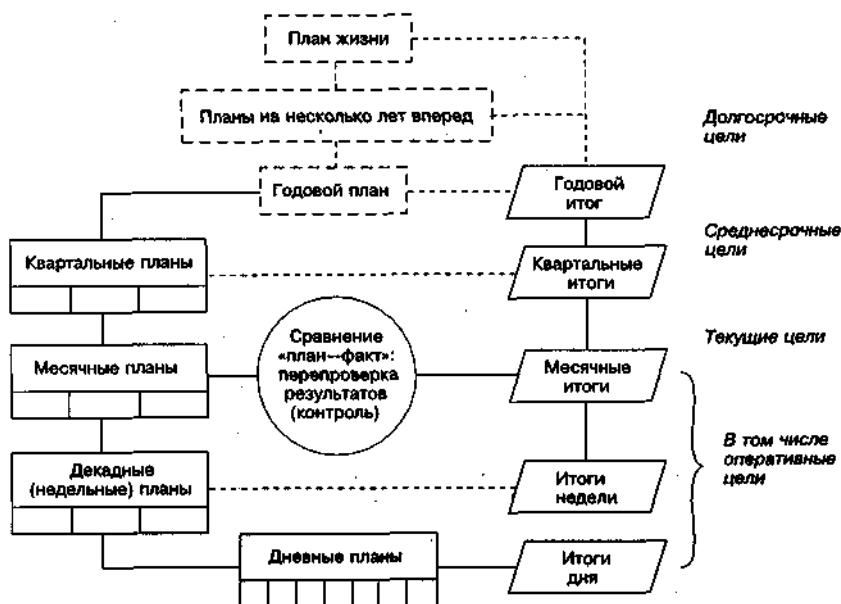 План жизни
Планы на несколько лет вперед
Долгосрочные
цели
Годовой план
Годовой
итог
Среднесрочные
цели
Квартальные планы
Квартальные
итоги
Текущие цели
Сравнение
«план—факт»:
перепроверка
результатов
(контроль)
Месячные планы
Месячные
итоги
В том числе
оперативные
цели
Декадные
(недельные) планы
Итоги
недели
Дневные планы
Итоги
дня